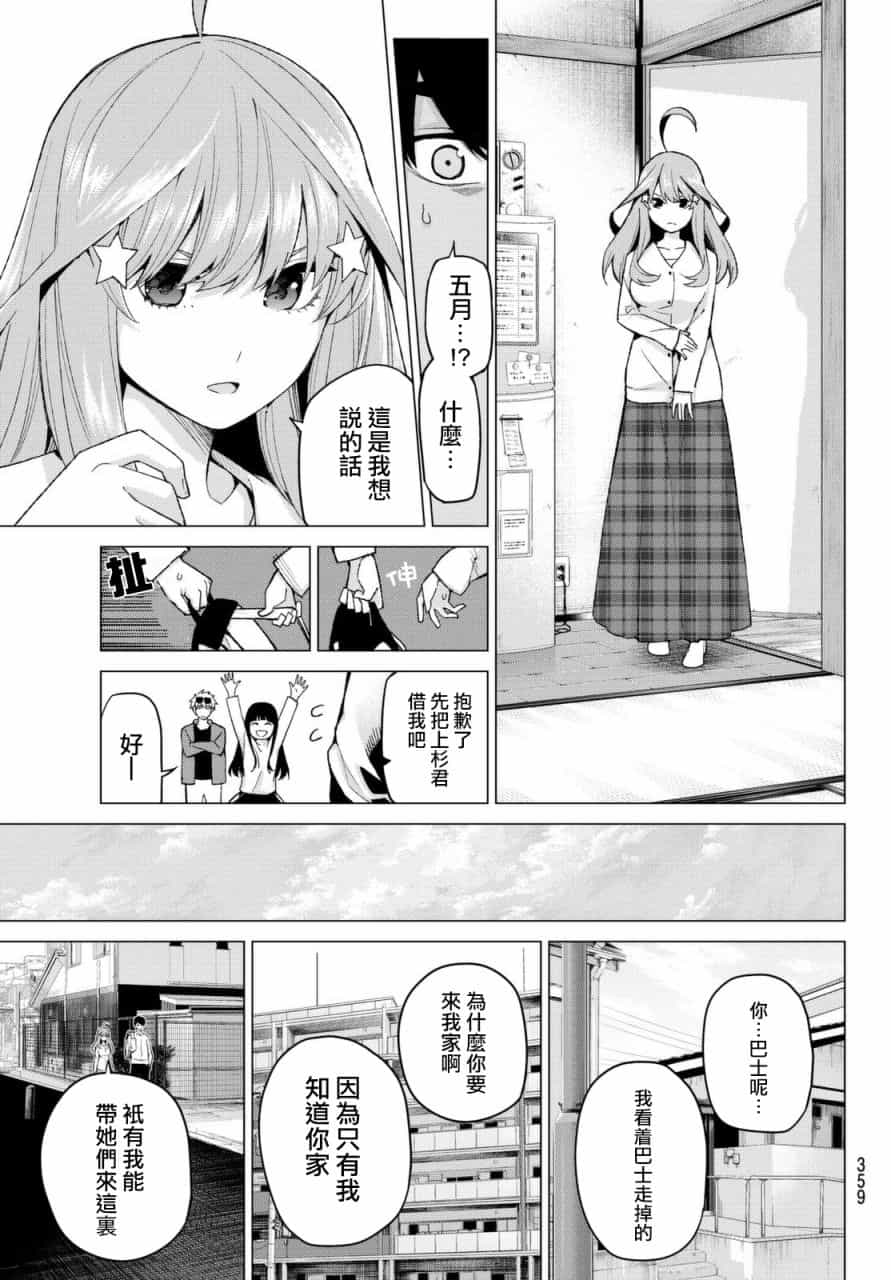 五月…!?
什麼…
這是我想
説的話
伸
扯
抱歉了
先把上杉君
借我吧
好ー
你…巴士呢…
我看着巴士走掉的
為什麼你要
來我家啊
因為只有我
知道你家
衹有我能
帶她們來這裏
359